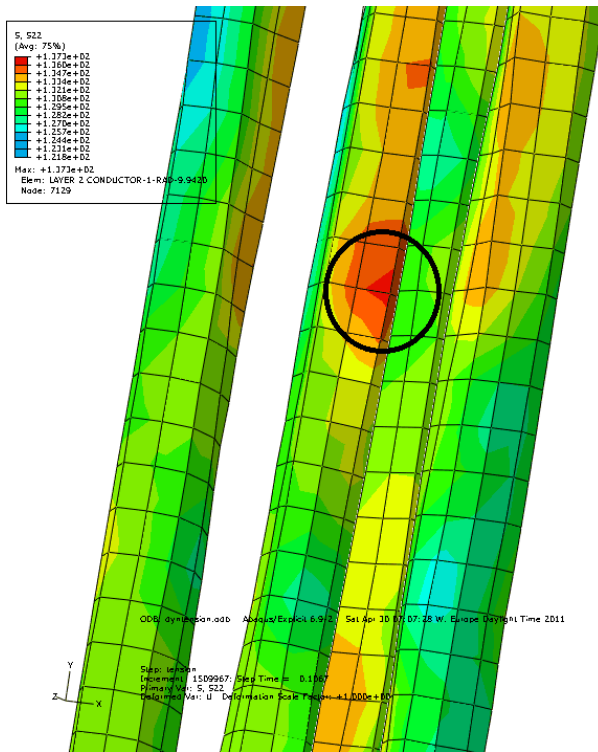 S, S22
(Avg: 75%)
+1.373e+02
+1.360e+02
+1.347e+02
+1.334e+02
+1.321e+02
+1.308e+02
+1.295e+02
+1.282e+02
+1.270e+02
+1.257e+02
+1.244e+02
+1.231e+02
+1.218e+02
Max: +1.373e+02
Elem: LAYER 2 CONDUCTOR-1-RAD-9.9420
Node: 7129
ODB: dyntension.odb Abaqus/Explicit 6.9-2 Sat Apr 30 07:07:28 W. Europe Daylight Time 2011
Y
Z
X
Step: tension
Increment 1509967: Step Time = 0.1067
Primary Var: S, S22
Deformed Var: U Deformation Scale Factor: +1.000e+00